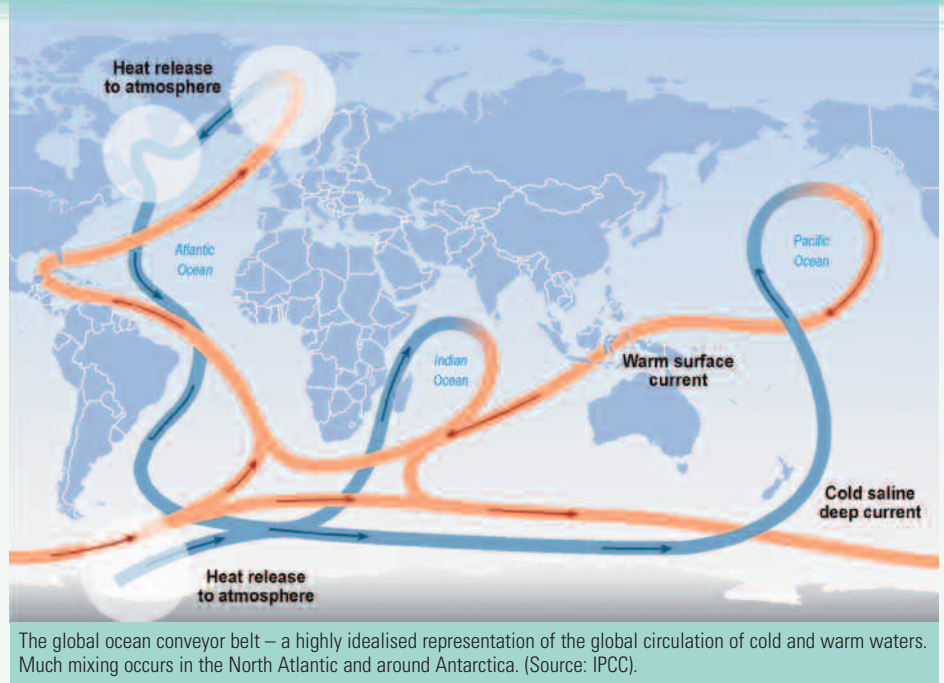 Heat release
to atmosphere
Atlantic
Ocean
Pacific
Ocean
Indian
Ocean
Warm surface
current
Cold saline
deep current
Heat release
to atmosphere
The global ocean conveyor belt – a highly idealised representation of the global circulation of cold and warm waters.
Much mixing occurs in the North Atlantic and around Antarctica. (Source: IPCC).